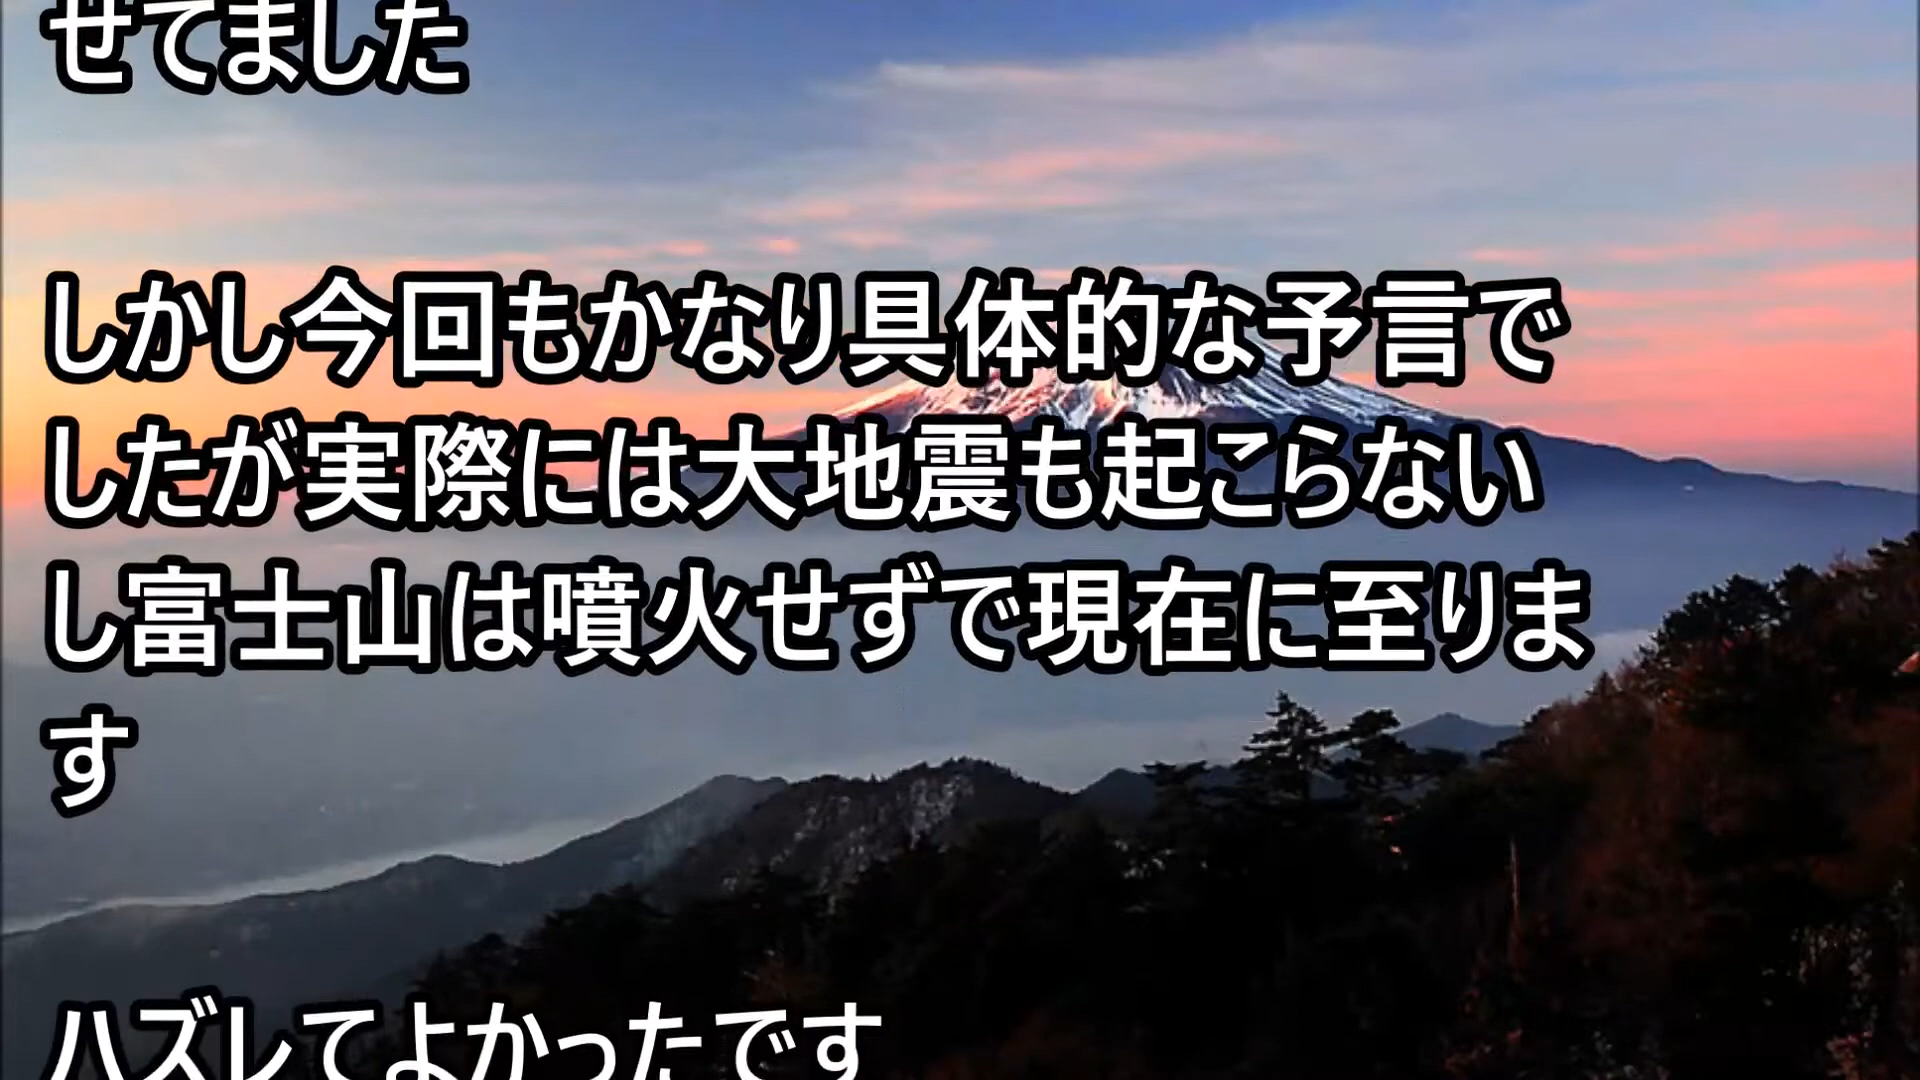 せてました
しかし今回もかなり具体的な予言で
したが実際には大地震も起こらない
し富士山は噴火せずで現在に至りま
す
ハズレてよかったです